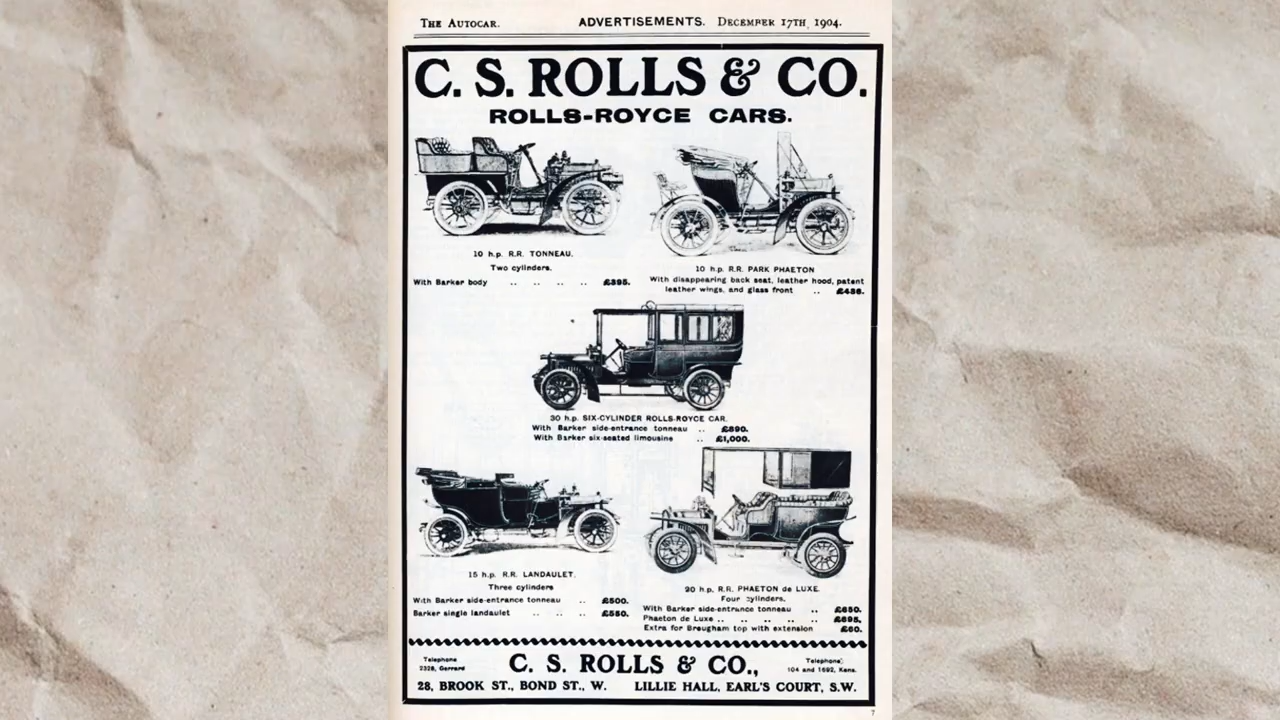 THE AUTOCAR. ADVERTISEMENTS. DECEMBER 17TH, 1904.
C. S. ROLLS & CO.
ROLLS-ROYCE CARS.
10 h.p. R.R. TONNEAU.
Two cylinders.
With Barker body .. .. .. .. £395.
10 h.p. R.R. PARK PHAETON
With disappearing back seat, leather hood, patent
leather wings, and glass front .. £436.
30 h.p. SIX-CYLINDER ROLLS-ROYCE CAR.
With Barker side-entrance tonneau .. £890.
With Barker six-seated limousine .. £1,000.
15 h.p. R.R. LANDAULET.
Three cylinders
With Barker side-entrance tonneau .. £500.
Barker single landaulet .. .. .. £550.
20 h.p. R.R. PHAETON de LUXE.
Four cylinders.
With Barker side-entrance tonneau .. £650.
Phaeton de Luxe .. .. .. .. .. £695.
Extra for Brougham top with extension £60.
Telephone
2328, Gerrard
C. S. ROLLS & CO.,
Telephone:
104 and 1692, Kens.
28, BROOK ST., BOND ST., W. LILLIE HALL, EARL'S COURT, S.W.
7